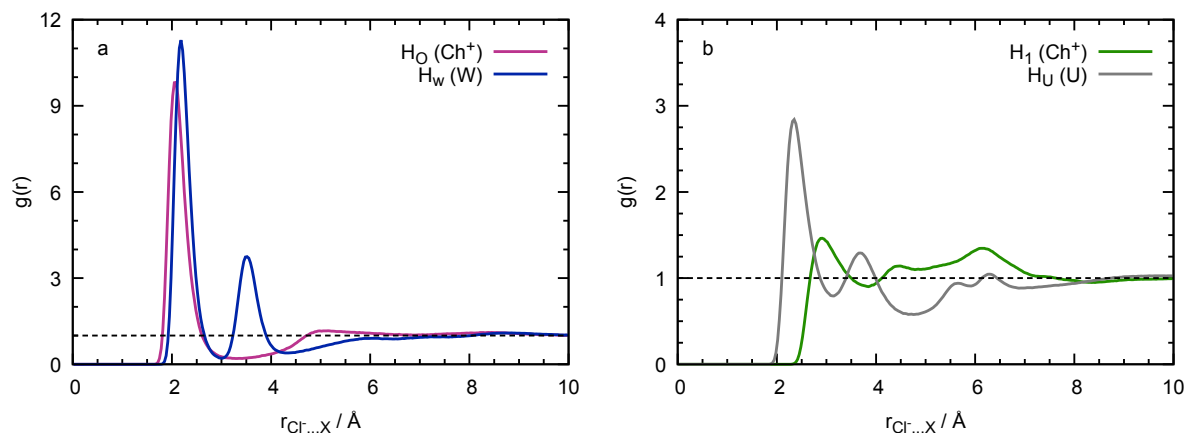 a
H_O (Ch⁺)
H_w (W)
12
9
6
3
0
g(r)
0 2 4 6 8 10
r_Cl⁻...X / Å
b
H_1 (Ch⁺)
H_U (U)
4
3
2
1
0
g(r)
0 2 4 6 8 10
r_Cl⁻...X / Å